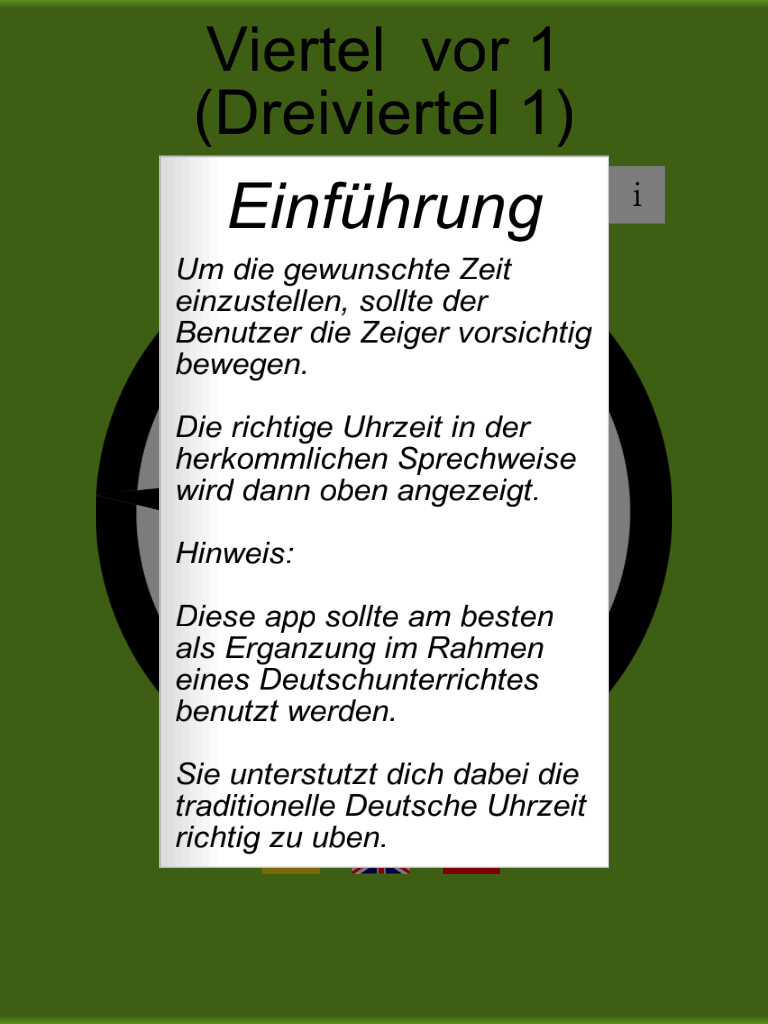 Viertel  vor 1
(Dreiviertel 1)
i
Einführung
Um die gewunschte Zeit
einzustellen, sollte der
Benutzer die Zeiger vorsichtig
bewegen.
Die richtige Uhrzeit in der
herkommlichen Sprechweise
wird dann oben angezeigt.
Hinweis:
Diese app sollte am besten
als Erganzung im Rahmen
eines Deutschunterrichtes
benutzt werden.
Sie unterstutzt dich dabei die
traditionelle Deutsche Uhrzeit
richtig zu uben.